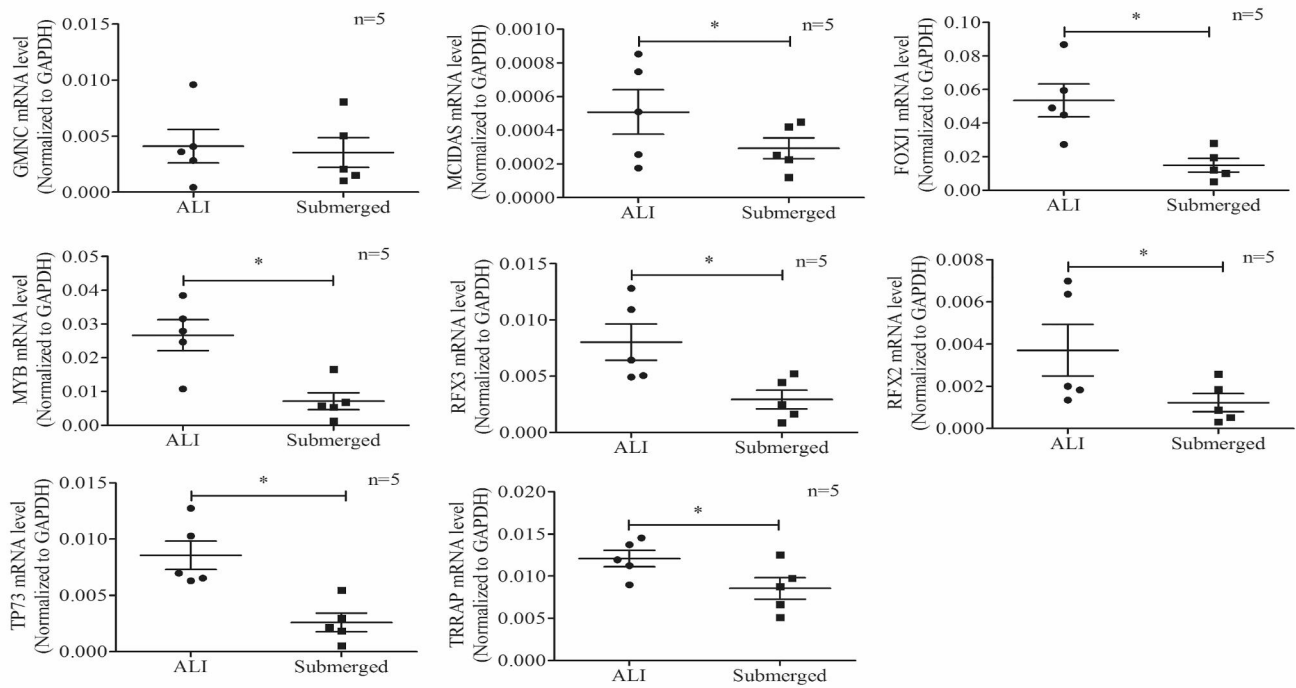 GMNC mRNA level
(Normalized to GAPDH)
0.015
0.010
0.005
0.000
n=5
ALI
Submerged
MCIDAS mRNA level
(Normalized to GAPDH)
0.0010
0.0008
0.0006
0.0004
0.0002
0.0000
*
n=5
ALI
Submerged
FOXJ1 mRNA level
(Normalized to GAPDH)
0.10
0.08
0.06
0.04
0.02
0.00
*
n=5
ALI
Submerged
MYB mRNA level
(Normalized to GAPDH)
0.05
0.04
0.03
0.02
0.01
0.00
*
n=5
ALI
Submerged
RFX3 mRNA level
(Normalized to GAPDH)
0.015
0.010
0.005
0.000
*
n=5
ALI
Submerged
RFX2 mRNA level
(Normalized to GAPDH)
0.008
0.006
0.004
0.002
0.000
*
n=5
ALI
Submerged
TP73 mRNA level
(Normalized to GAPDH)
0.015
0.010
0.005
0.000
*
n=5
ALI
Submerged
TRRAP mRNA level
(Normalized to GAPDH)
0.020
0.015
0.010
0.005
0.000
*
n=5
ALI
Submerged